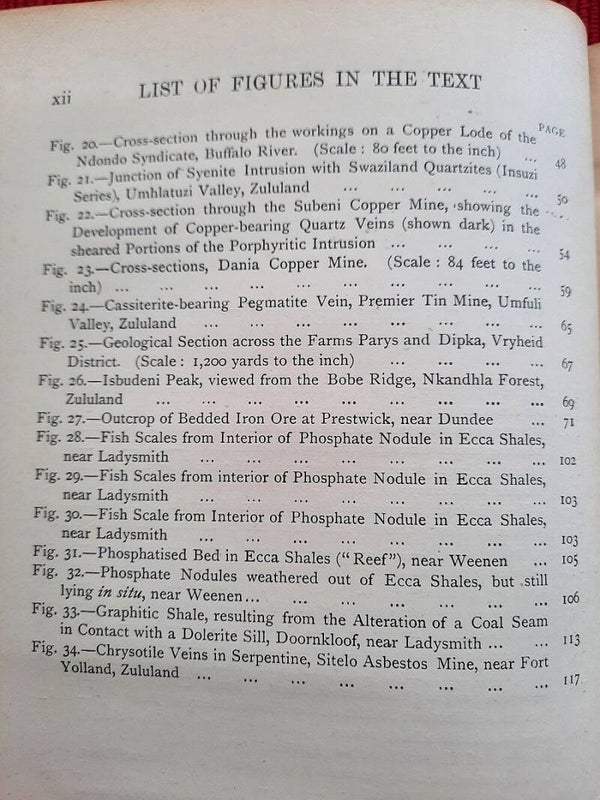 xii LIST OF FIGURES IN THE TEXT
PAGE
Fig. 20.—Cross-section through the workings on a Copper Lode of the
Ndondo Syndicate, Buffalo River. (Scale : 80 feet to the inch) ... 48
Fig. 21.—Junction of Syenite Intrusion with Swaziland Quartzites (Insuzi
Series), Umhlatuzi Valley, Zululand ... ... ... ... ... 50
Fig. 22.—Cross-section through the Subeni Copper Mine, showing the
Development of Copper-bearing Quartz Veins (shown dark) in the
sheared Portions of the Porphyritic Intrusion ... ... ... ... 54
Fig. 23.—Cross-sections, Dania Copper Mine. (Scale : 84 feet to the
inch) ... ... ... ... ... ... ... ... ... 59
Fig. 24.—Cassiterite-bearing Pegmatite Vein, Premier Tin Mine, Umfuli
Valley, Zululand ... ... ... ... ... ... ... 65
Fig. 25.—Geological Section across the Farms Parys and Dipka, Vryheid
District. (Scale : 1,200 yards to the inch) ... ... ... ... 67
Fig. 26.—Isbudeni Peak, viewed from the Bobe Ridge, Nkandhla Forest,
Zululand ... ... ... ... ... ... ... ... ... 69
Fig. 27.—Outcrop of Bedded Iron Ore at Prestwick, near Dundee ... 71
Fig. 28.—Fish Scales from Interior of Phosphate Nodule in Ecca Shales,
near Ladysmith ... ... ... ... ... ... ... ... 102
Fig. 29.—Fish Scales from interior of Phosphate Nodule in Ecca Shales,
near Ladysmith ... ... ... ... ... ... ... ... 103
Fig. 30.—Fish Scale from Interior of Phosphate Nodule in Ecca Shales,
near Ladysmith ... ... ... ... ... ... ... ... 103
Fig. 31.—Phosphatised Bed in Ecca Shales (“ Reef”), near Weenen ... 105
Fig. 32.—Phosphate Nodules weathered out of Ecca Shales, but still
lying in situ, near Weenen... ... ... ... ... ... ... 106
Fig. 33.—Graphitic Shale, resulting from the Alteration of a Coal Seam
in Contact with a Dolerite Sill, Doornkloof, near Ladysmith ... ... 113
Fig. 34.—Chrysotile Veins in Serpentine, Sitelo Asbestos Mine, near Fort
Yolland, Zululand ... ... ... ... ... ... ... ... 117